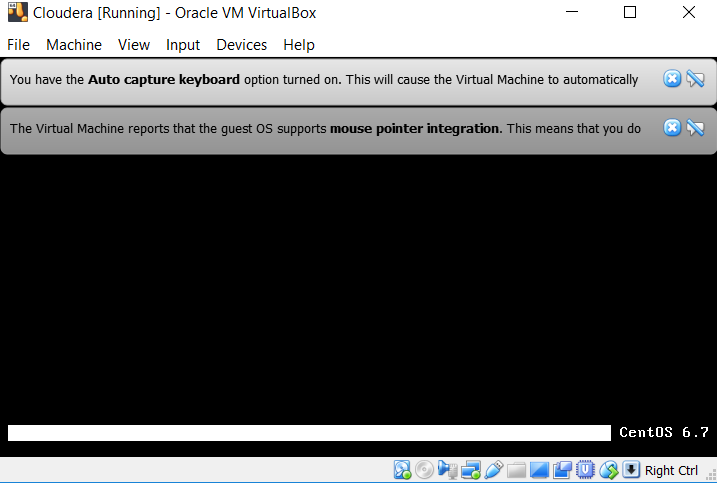 Cloudera [Running] - Oracle VM VirtualBox
File Machine View Input Devices Help
You have the Auto capture keyboard option turned on. This will cause the Virtual Machine to automatically
The Virtual Machine reports that the guest OS supports mouse pointer integration. This means that you do
CentOS 6.7
Right Ctrl